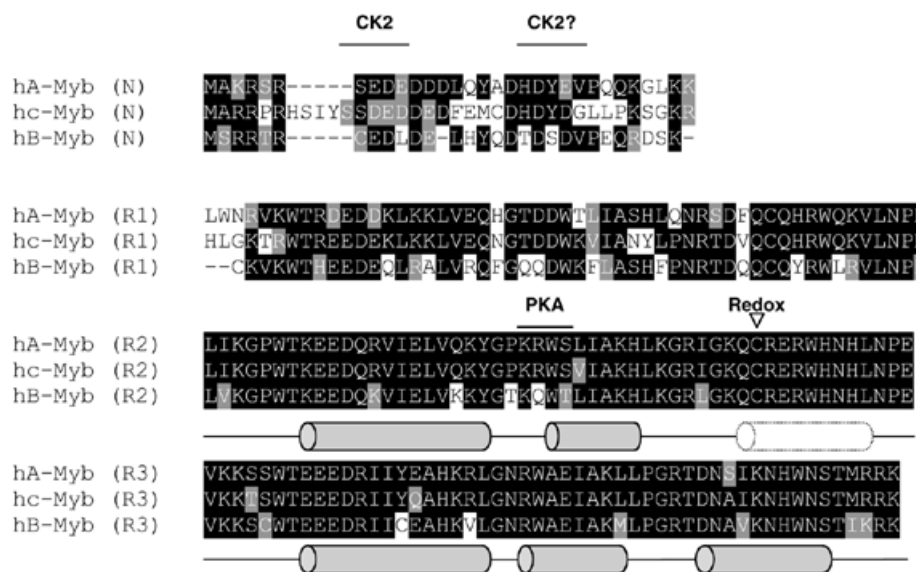 CK2 CK2?
hA-Myb (N) MAKRSR-----SEDEDDDLQYADHDYEVPQQKGLKK
hc-Myb (N) MARRPRHSIYSSDEDDEDFEMCDHDYDGLLPKSGKR
hB-Myb (N) MSRRTR-----CEDLDE-LHYQDTDSDVPEQRDSK-
hA-Myb (R1) LWNRVKWTRDEDDKLKKLVEQHGTDDWTLIASHLQNRSDFQCQHRWQKVLNP
hc-Myb (R1) HLGKTRWTREEDEKLKKLVEQNGTDDWKVIANYLPNRTDVQCQHRWQKVLNP
hB-Myb (R1) --CKVKWTHEEDEQLRALVRQFGQQDWKFLASHFPNRTDQQCQYRWLRVLNP
PKA Redox
hA-Myb (R2) LIKGPWTKEEDQRVIELVQKYGPKRWSLIAKHLKGRIGKQCRERWHNHLNPE
hc-Myb (R2) LIKGPWTKEEDQRVIELVQKYGPKRWSVIAKHLKGRIGKQCRERWHNHLNPE
hB-Myb (R2) LVKGPWTKEEDQKVIELVKKYGTKQWTLIAKHLKGRLGKQCRERWHNHLNPE
hA-Myb (R3) VKKSSWTEEEDRIIYEAHKRLGNRWAEIAKLLPGRTDNSIKNHWNSTMRRK
hc-Myb (R3) VKKTSWTEEEDRIIYQAHKRLGNRWAEIAKLLPGRTDNAIKNHWNSTMRRK
hB-Myb (R3) VKKSCWTEEEDRIICEAHKVLGNRWAEIAKMLPGRTDNAVKNHWNSTIKRK